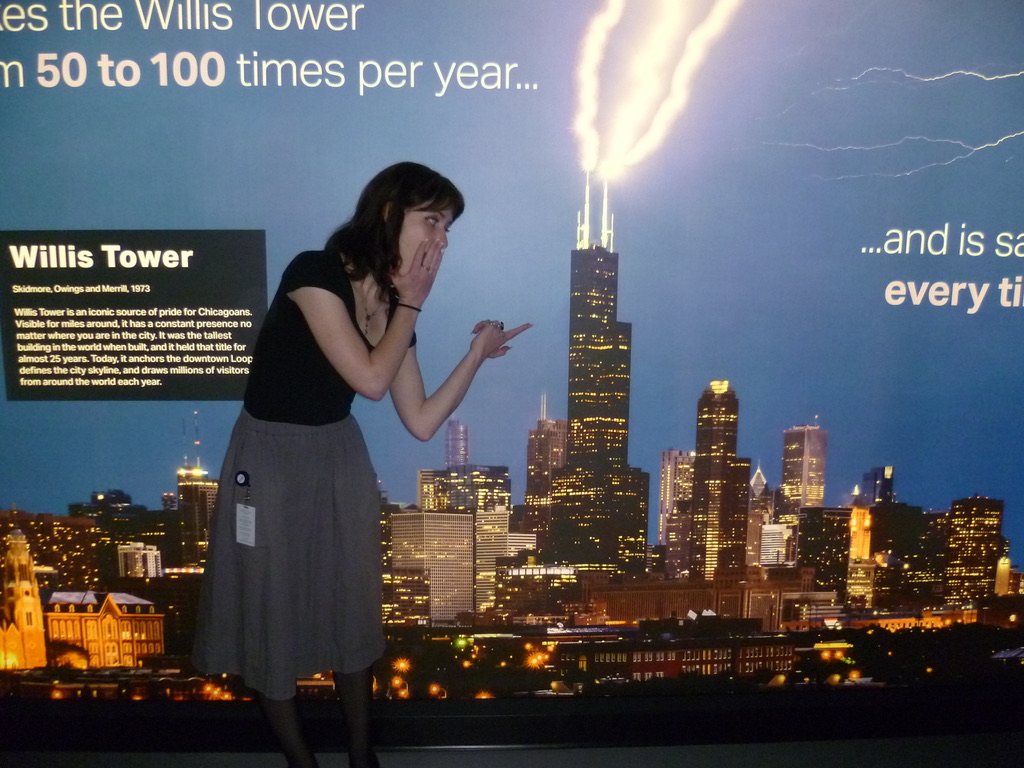 the Willis Tower
50 to 100 times per year...
Willis Tower
Skidmore, Owings and Merrill, 1973
Willis Tower is an iconic source of pride for Chicagoans.
Visible for miles around, it has a constant presence no
matter where you are in the city. It was the tallest
building in the world when built, and it held that title for
almost 25 years. Today, it anchors the downtown Loop
defines the city skyline, and draws millions of visitors
from around the world each year.
...and is
every